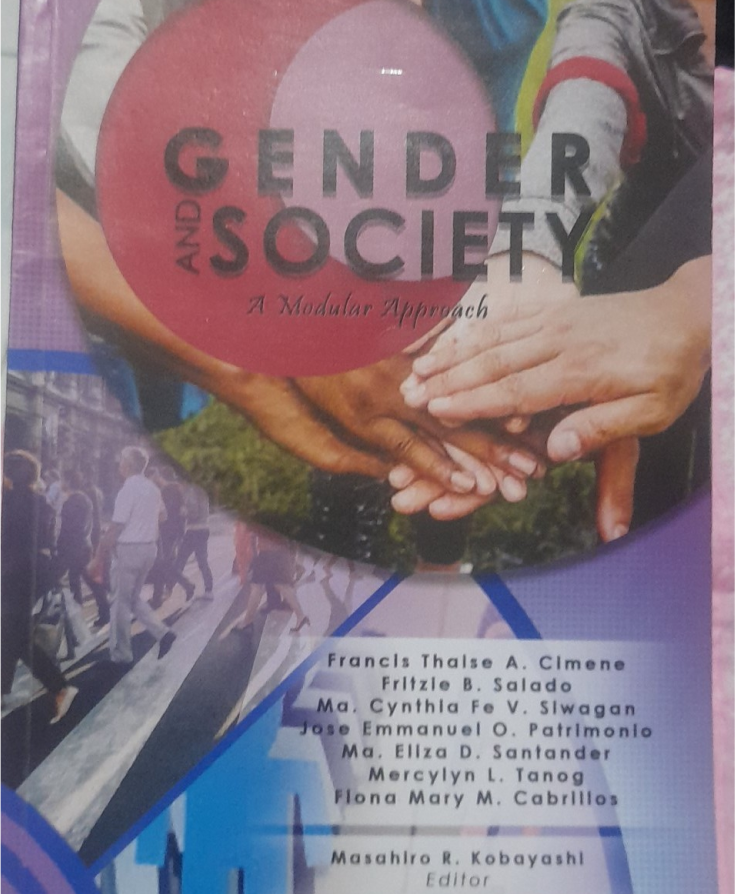 GENDER
AND SOCIETY
A Modular Approach
Francis Thaise A. Cimene
Fritzie B. Salado
Ma. Cynthia Fe V. Siwagan
Jose Emmanuel O. Patrimonio
Ma. Eliza D. Santander
Mercylyn L. Tanog
Fiona Mary M. Cabrillos
Masahiro R. Kobayashi
Editor